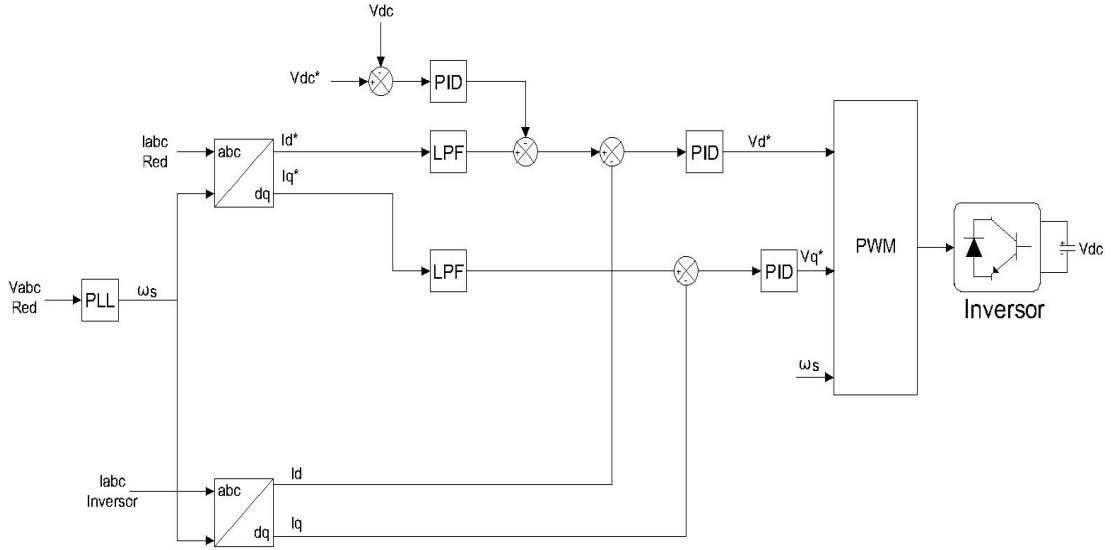 Vdc
Vdc*
-
+
PID
Iabc
Red
abc
dq
Id*
Iq*
LPF
-
+
+
-
PID
Vd*
LPF
+
-
PID
Vq*
PWM
+
-
Vdc
Inversor
Vabc
Red
PLL
ωs
ωs
Iabc
Inversor
abc
dq
Id
Iq